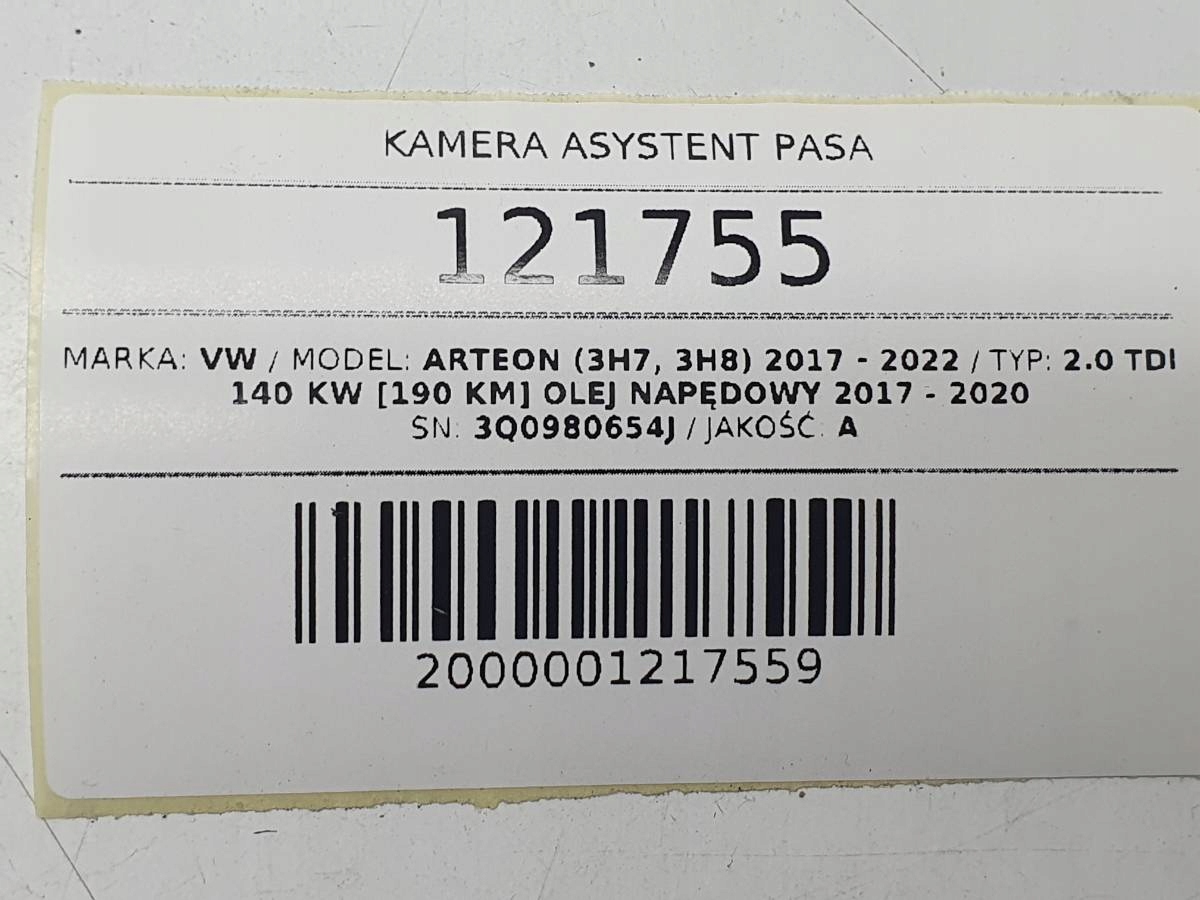 KAMERA ASYSTENT PASA
121755
MARKA: VW / MODEL: ARTEON (3H7, 3H8) 2017 - 2022 / TYP: 2.0 TDI
140 KW [190 KM] OLEJ NAPĘDOWY 2017 - 2020
SN: 3Q0980654J / JAKOŚĆ: A
2000001217559